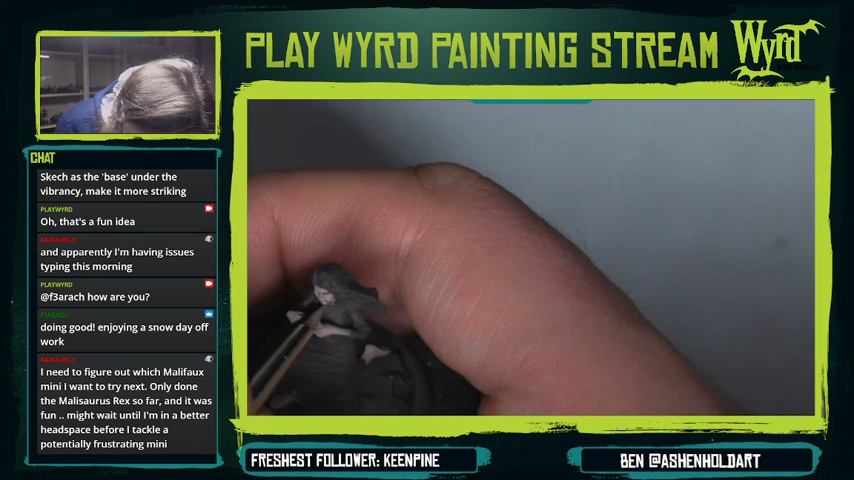 PLAY WYRD PAINTING STREAM
Wyrd
CHAT
Skech as the 'base' under the
vibrancy, make it more striking
PLAYWYRD
Oh, that's a fun idea
and apparently I'm having issues
typing this morning
PLAYWYRD
@f3arach how are you?
F3ARACH
doing good! enjoying a snow day off
work
I need to figure out which Malifaux
mini I want to try next. Only done
the Malisaurus Rex so far, and it was
fun .. might wait until I'm in a better
headspace before I tackle a
potentially frustrating mini
FRESHEST FOLLOWER: KEENPINE
BEN @ASHENHOLDART